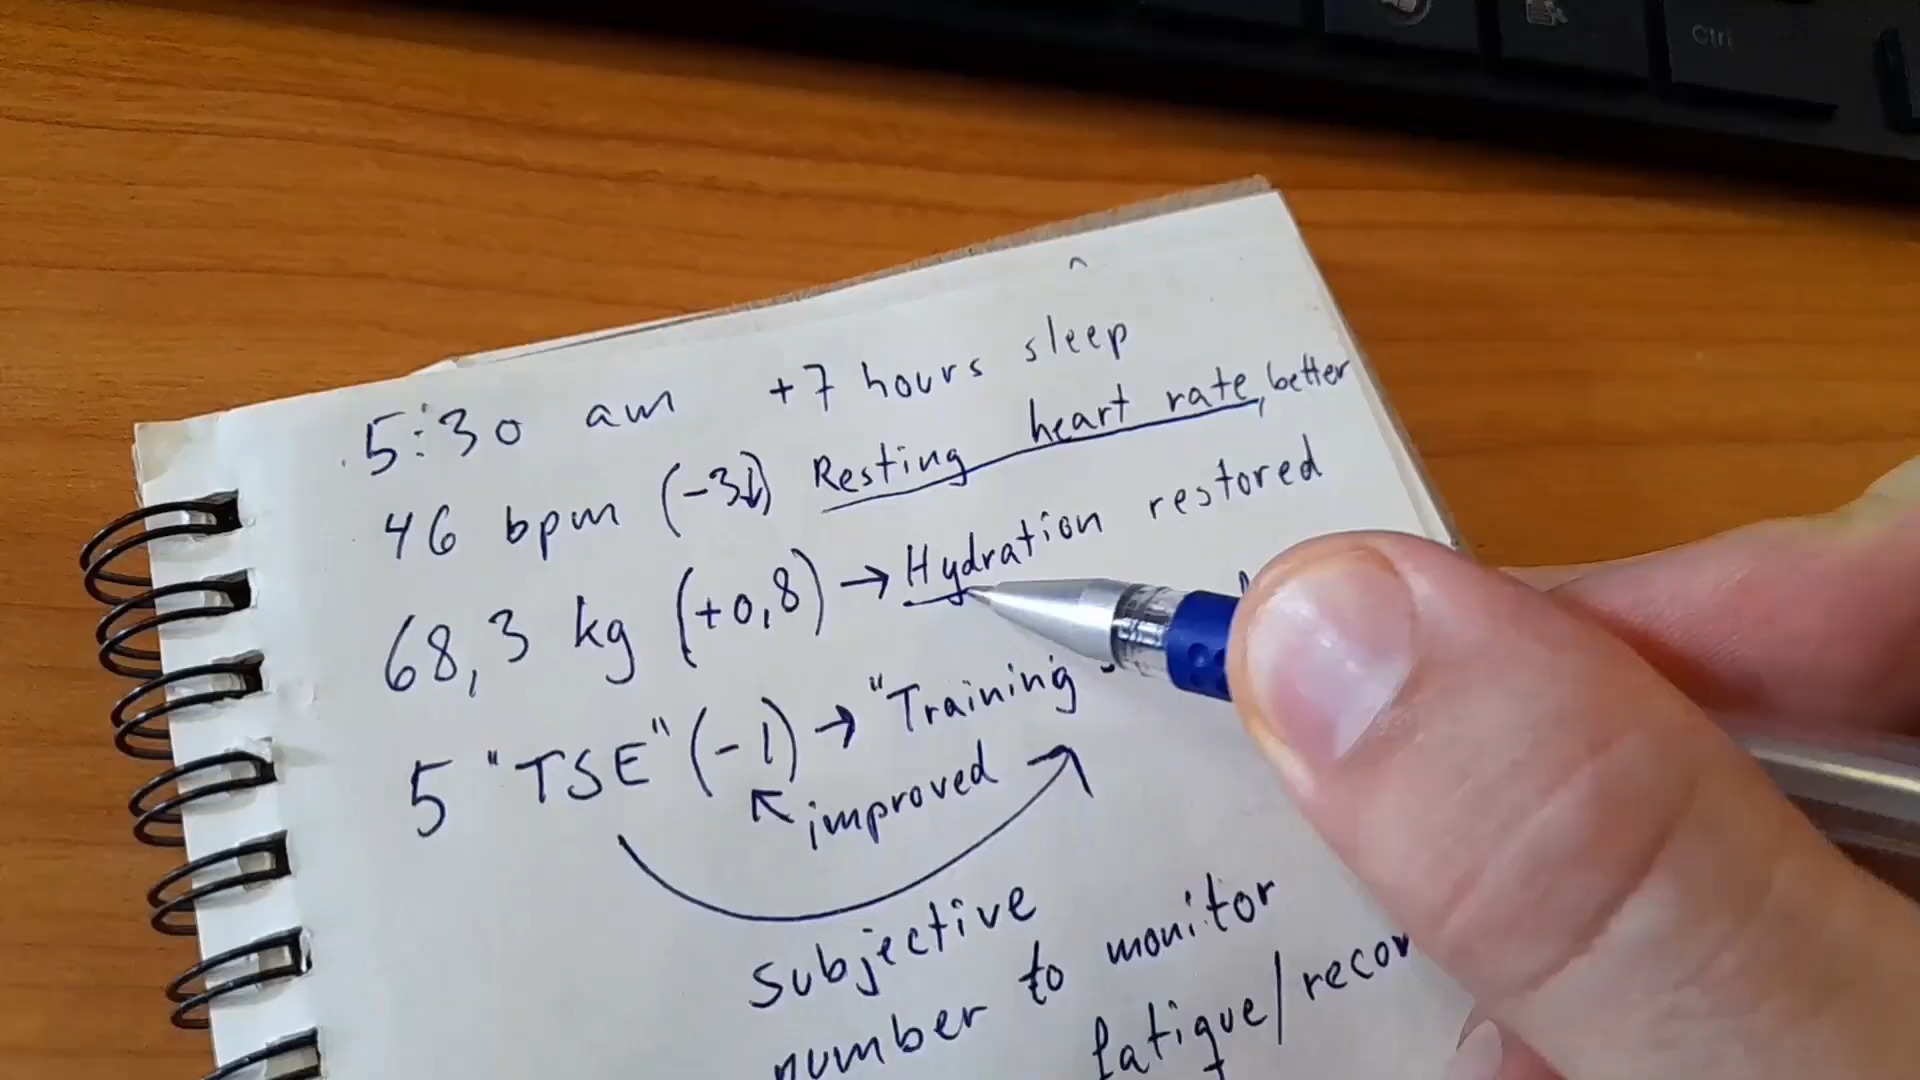 5:30 am +7 hours sleep
46 bpm (-3↓) Resting heart rate, better
68,3 kg (+0,8) → Hydration restored
5 "TSE" (-1) → "Training
improved
Subjective
number to monitor
fatigue/
Ctrl